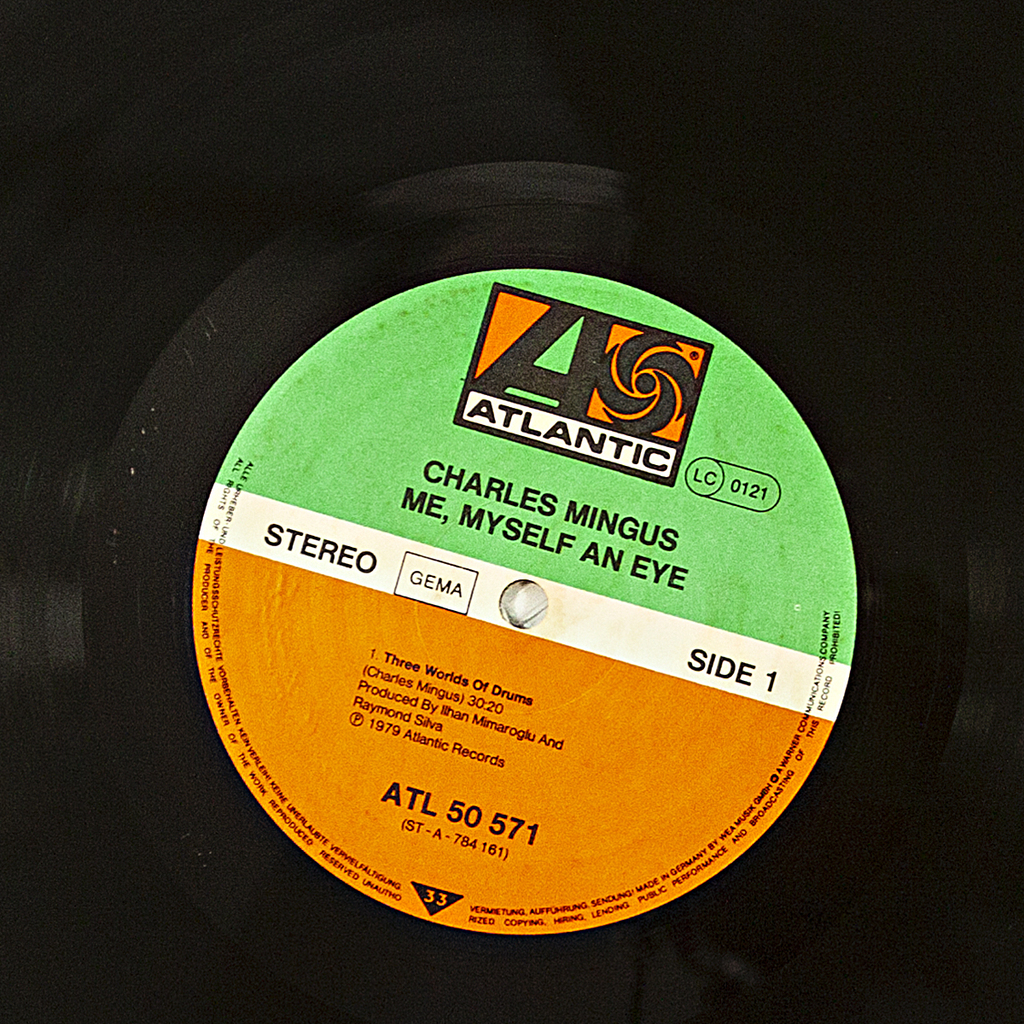 ATLANTIC
®
LC 0121
CHARLES MINGUS
ME, MYSELF AN EYE
STEREO
GEMA
SIDE 1
1. Three Worlds Of Drums
(Charles Mingus) 30:20
Produced By Ilhan Mimaroglu And
Raymond Silva
℗ 1979 Atlantic Records
ATL 50 571
(ST-A-784 161)
33
ALLE URHEBER-UND LEISTUNGSSCHUTZRECHTE VORBEHALTEN. KEIN VERLEIH! KEINE UNERLAUBTE VERVIELFÄLTIGUNG, VERMIETUNG, AUFFÜHRUNG, SENDUNG! MADE IN GERMANY BY WEA MUSIK GMBH A WARNER COMMUNICATIONS COMPANY
ALL RIGHTS OF THE PRODUCER AND OF THE OWNER OF THE WORK REPRODUCED RESERVED UNAUTHORIZED COPYING, HIRING, LENDING PUBLIC PERFORMANCE AND BROADCASTING OF THIS RECORD PROHIBITED!